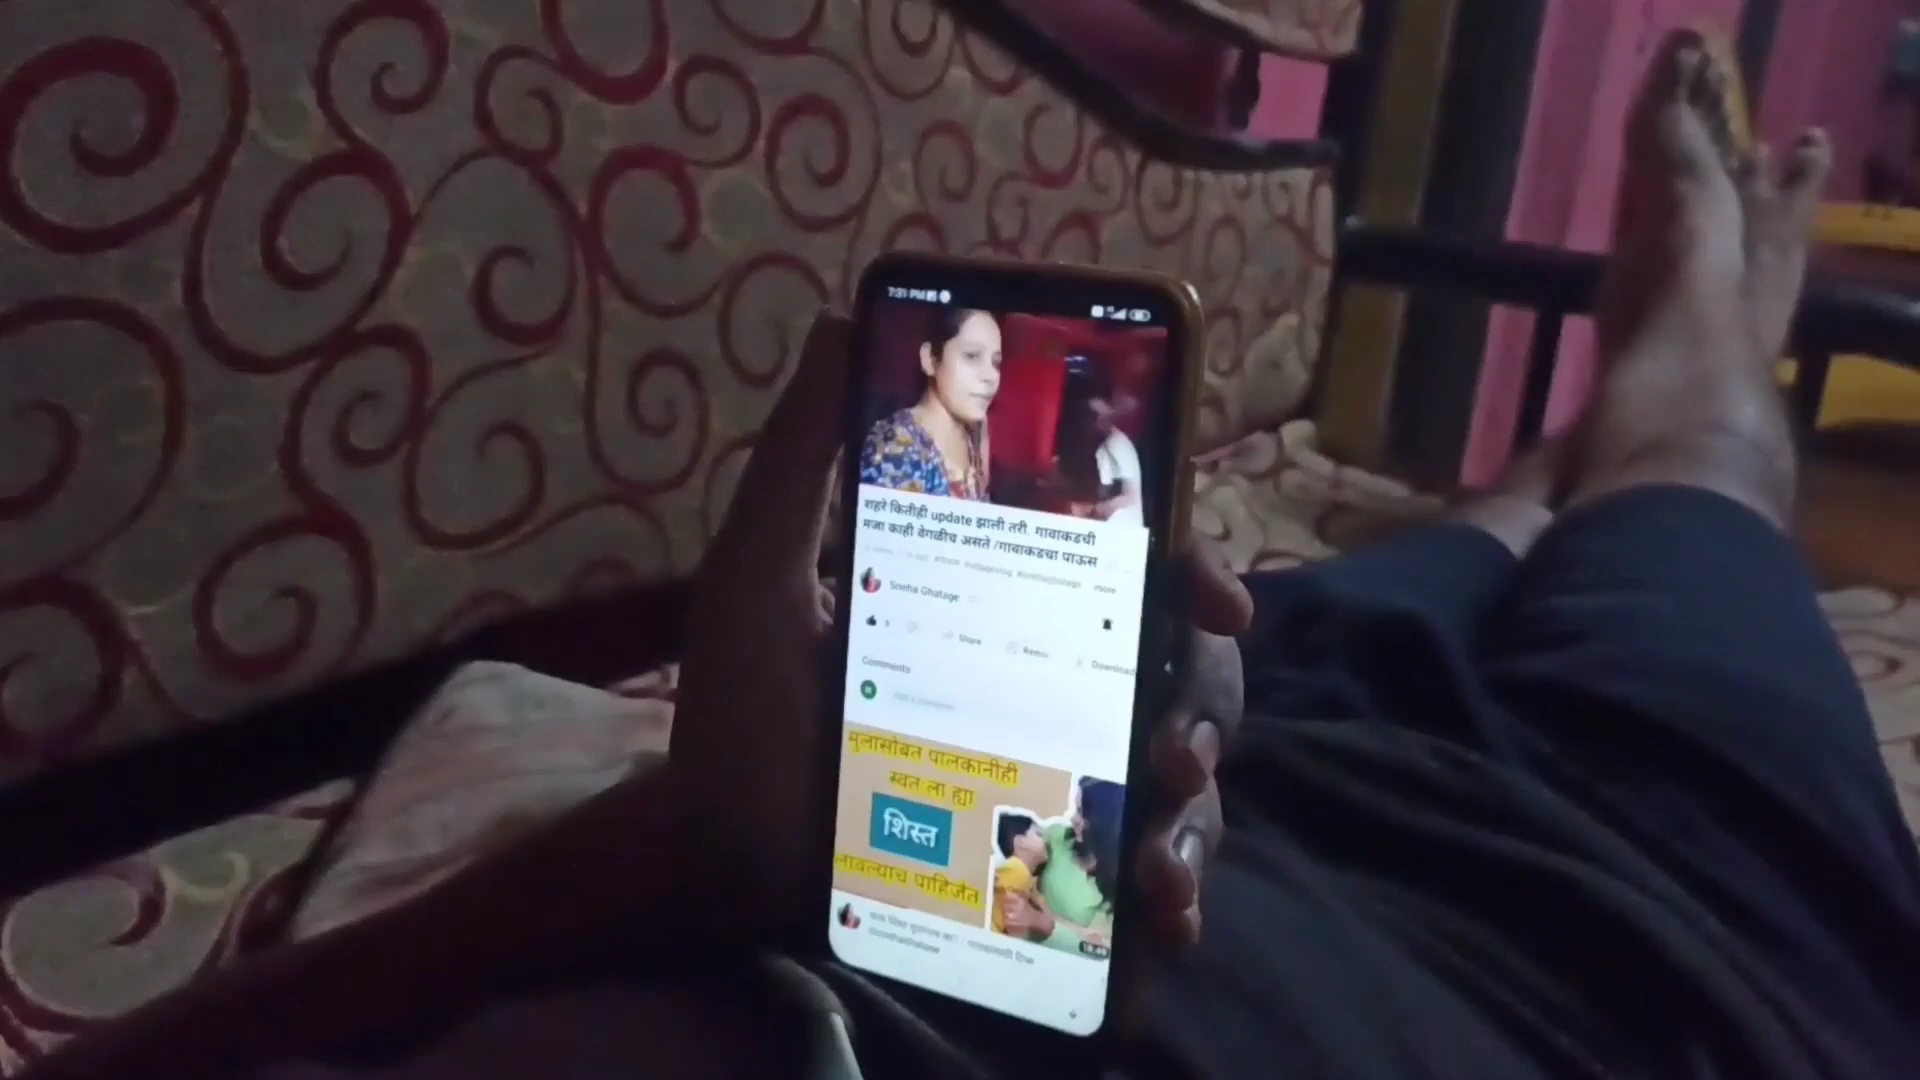 7:31 PM
शहरे कितीही update झाली तरी. गावाकडची
मजा काही वेगळीच असते /गावाकडचा पाऊस
more
Sneha Ghatage
Share
Remix
Download
Comments
मुलासोबत पालकानीही
स्वत ला ह्या
शिस्त
लावल्याच पाहिजेत